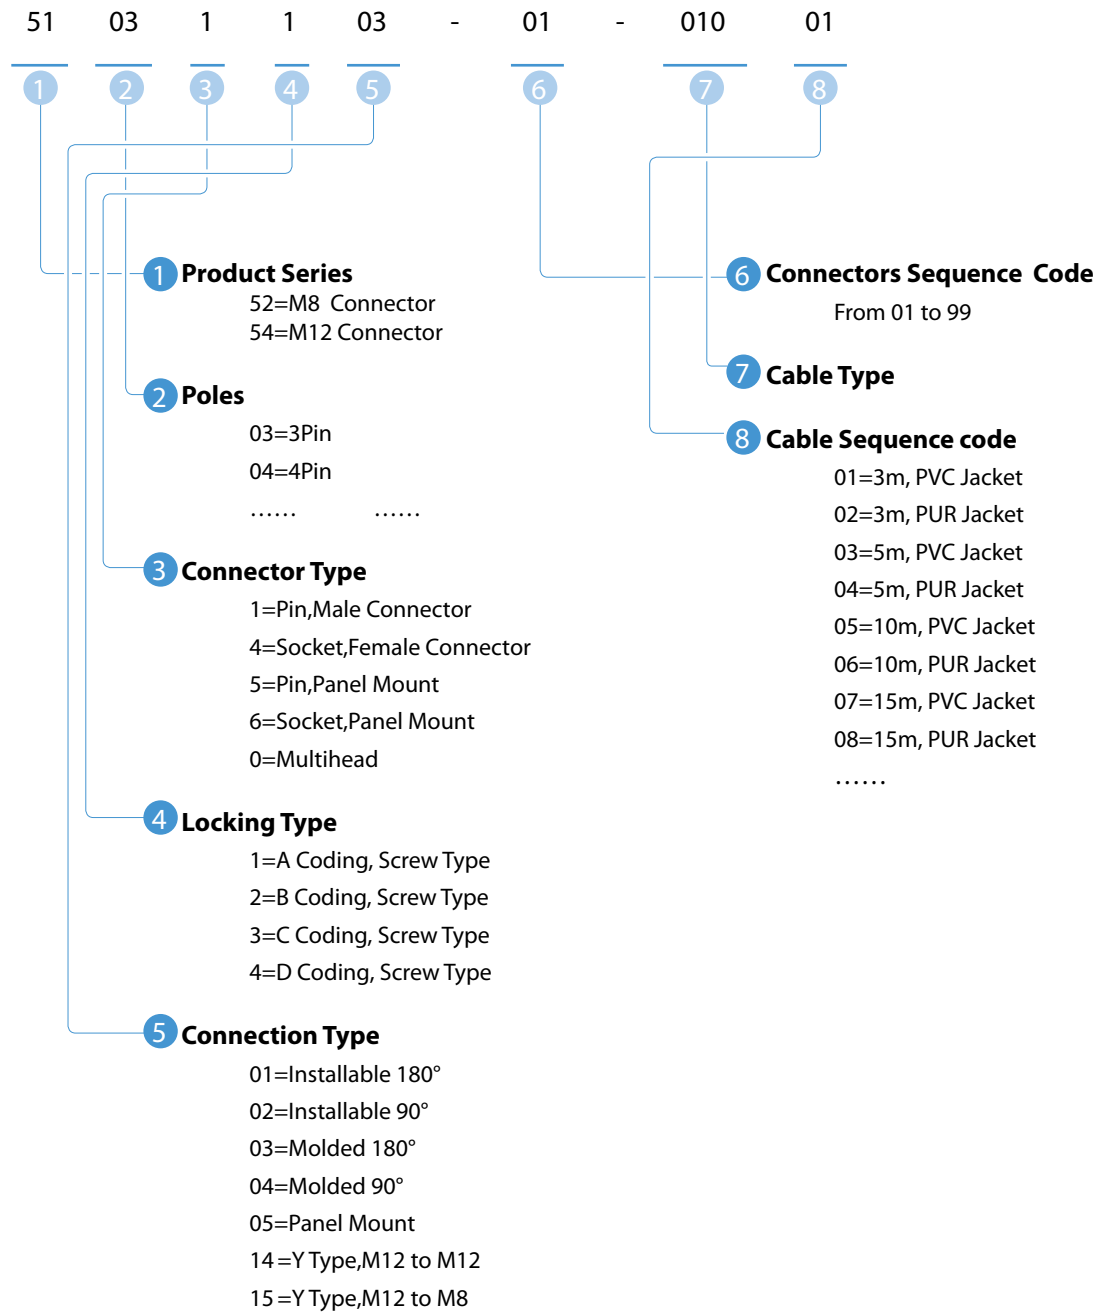 51 03 1 1 03 - 01 - 010 01
1 2 3 4 5 6 7 8
1 Product Series
52=M8 Connector
54=M12 Connector
2 Poles
03=3Pin
04=4Pin
...... ......
3 Connector Type
1=Pin,Male Connector
4=Socket,Female Connector
5=Pin,Panel Mount
6=Socket,Panel Mount
0=Multihead
4 Locking Type
1=A Coding, Screw Type
2=B Coding, Screw Type
3=C Coding, Screw Type
4=D Coding, Screw Type
5 Connection Type
01=Installable 180°
02=Installable 90°
03=Molded 180°
04=Molded 90°
05=Panel Mount
14=Y Type,M12 to M12
15=Y Type,M12 to M8
6 Connectors Sequence Code
From 01 to 99
7 Cable Type
8 Cable Sequence code
01=3m, PVC Jacket
02=3m, PUR Jacket
03=5m, PVC Jacket
04=5m, PUR Jacket
05=10m, PVC Jacket
06=10m, PUR Jacket
07=15m, PVC Jacket
08=15m, PUR Jacket
......